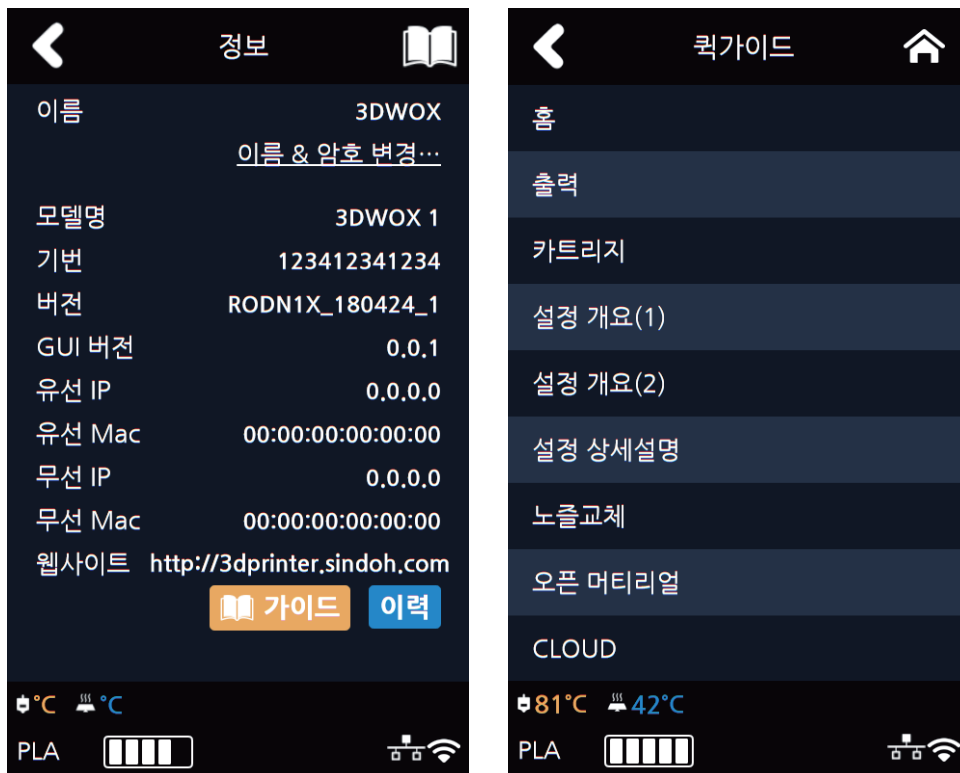 정보
이름 3DWOX
이름 & 암호 변경…
모델명 3DWOX 1
기번 123412341234
버전 RODN1X_180424_1
GUI 버전 0.0.1
유선 IP 0.0.0.0
유선 Mac 00:00:00:00:00:00
무선 IP 0.0.0.0
무선 Mac 00:00:00:00:00:00
웹사이트 http://3dprinter.sindoh.com
가이드 이력
°C °C
PLA
퀵가이드
홈
출력
카트리지
설정 개요(1)
설정 개요(2)
설정 상세설명
노즐교체
오픈 머티리얼
CLOUD
81°C 42°C
PLA